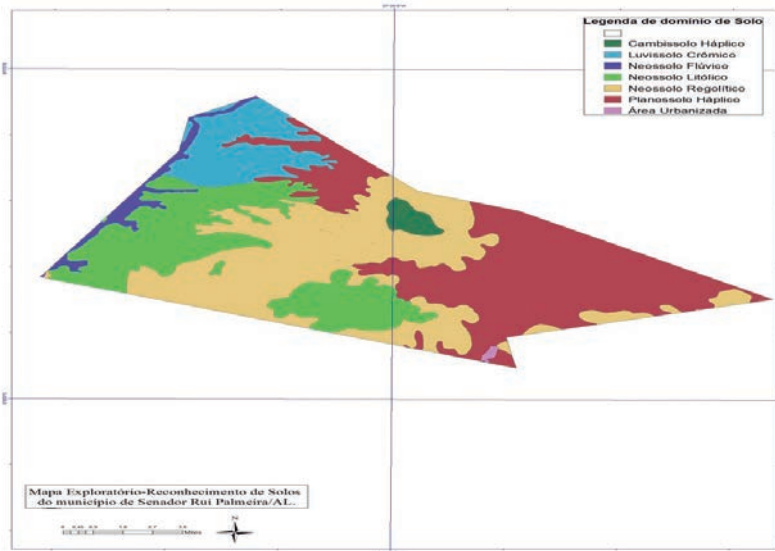 Legenda de domínio de Solo
Cambissolo Háplico
Luvissolo Crômico
Neossolo Flúvico
Neossolo Litólico
Neossolo Regolítico
Planossolo Háplico
Área Urbanizada
Mapa Exploratório-Reconhecimento de Solos
do município de Senador Rui Palmeira/AL.
N